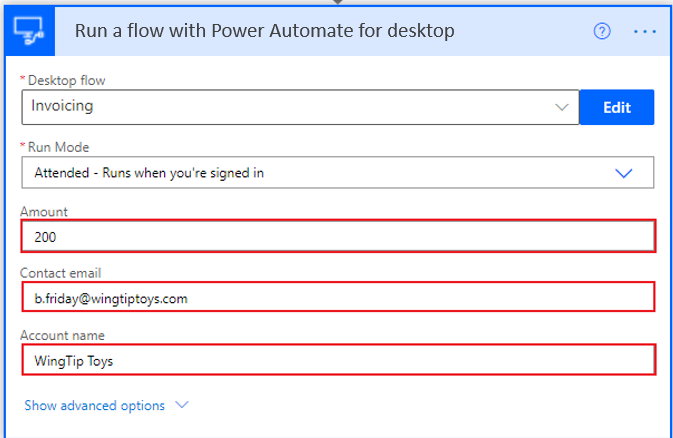 Run a flow with Power Automate for desktop
* Desktop flow
Invoicing
Edit
* Run Mode
Attended - Runs when you're signed in
Amount
200
Contact email
b.friday@wingtiptoys.com
Account name
WingTip Toys
Show advanced options